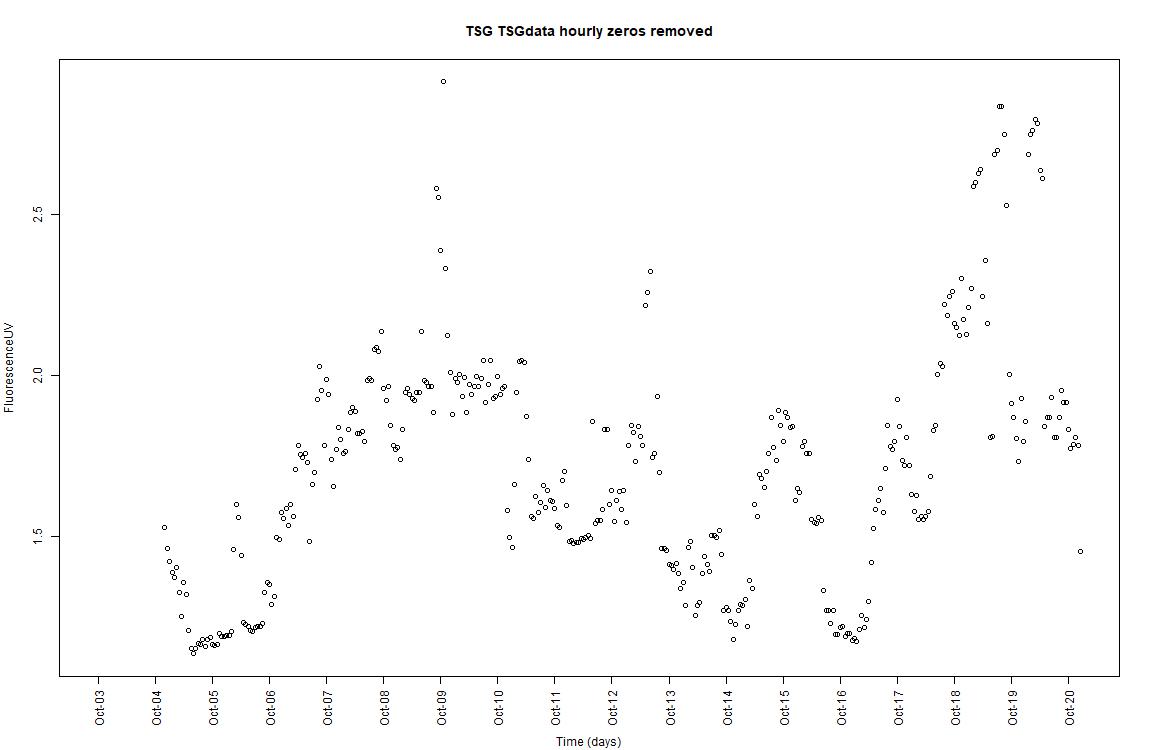 TSG TSGdata hourly zeros removed
FluorescenceUV
2.5
2.0
1.5
Oct-03 Oct-04 Oct-05 Oct-06 Oct-07 Oct-08 Oct-09 Oct-10 Oct-11 Oct-12 Oct-13 Oct-14 Oct-15 Oct-16 Oct-17 Oct-18 Oct-19 Oct-20
Time (days)